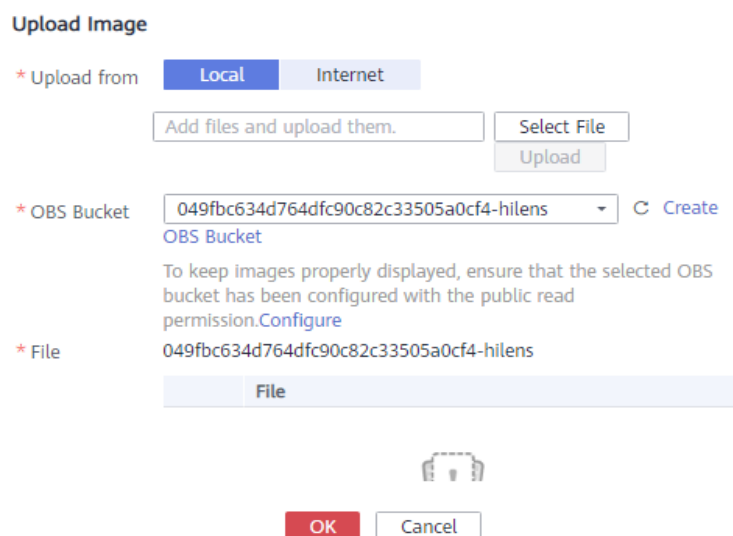 Upload Image
* Upload from Local Internet
Add files and upload them. Select File
Upload
* OBS Bucket 049fbc634d764dfc90c82c33505a0cf4-hilens Create
OBS Bucket
To keep images properly displayed, ensure that the selected OBS
bucket has been configured with the public read
permission.Configure
* File 049fbc634d764dfc90c82c33505a0cf4-hilens
File
OK Cancel